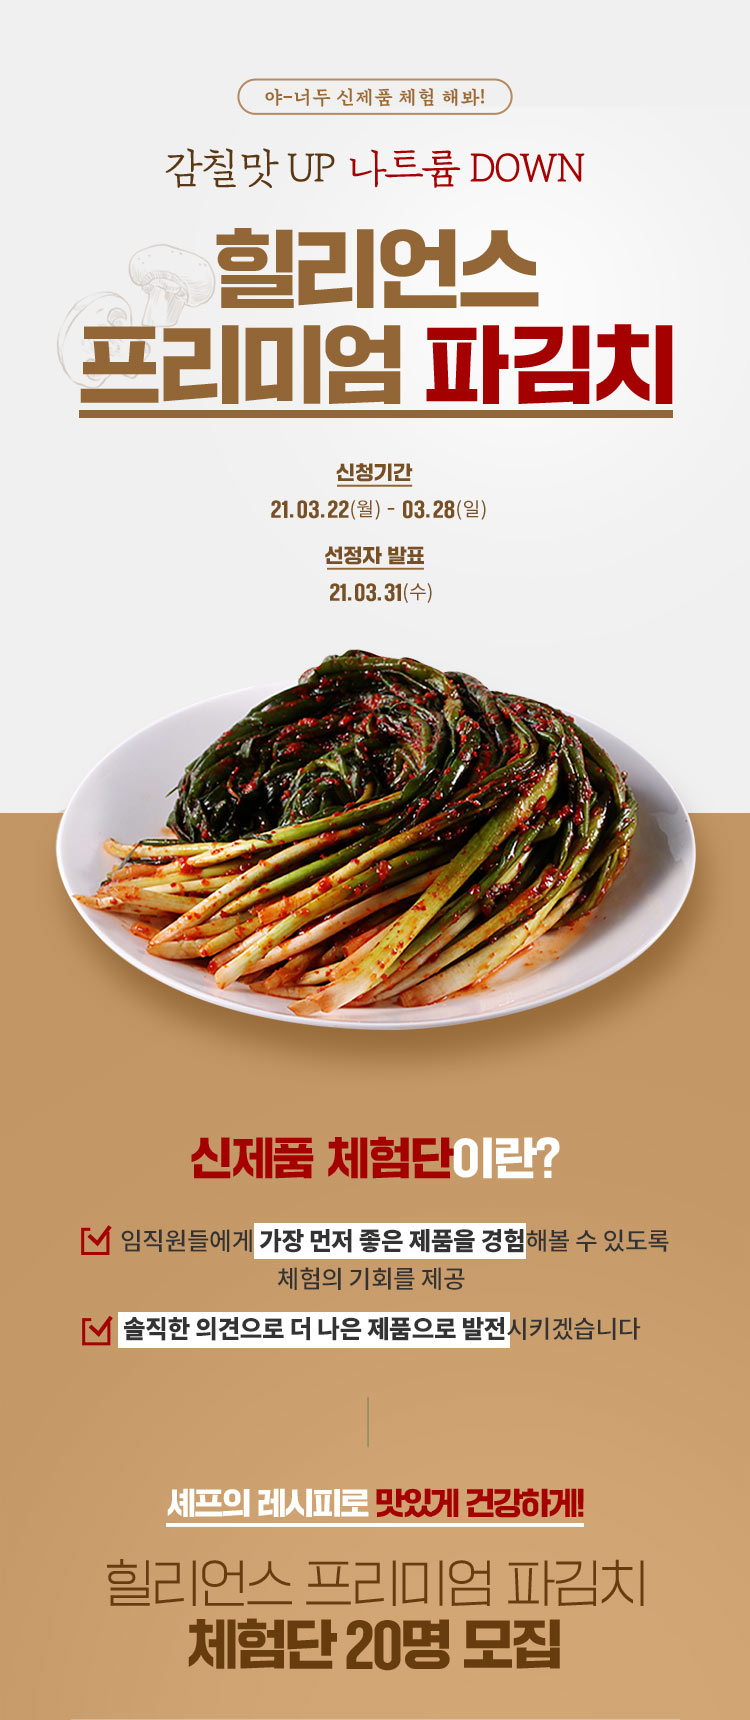 야-너두 신제품 체험 해봐!
감칠맛 UP 나트륨 DOWN
힐리언스
프리미엄 파김치
신청기간
21.03.22(월) - 03.28(일)
선정자 발표
21.03.31(수)
신제품 체험단이란?
임직원들에게 가장 먼저 좋은 제품을 경험해볼 수 있도록
체험의 기회를 제공
솔직한 의견으로 더 나은 제품으로 발전시키겠습니다
셰프의 레시피로 맛있게 건강하게!
힐리언스 프리미엄 파김치
체험단 20명 모집